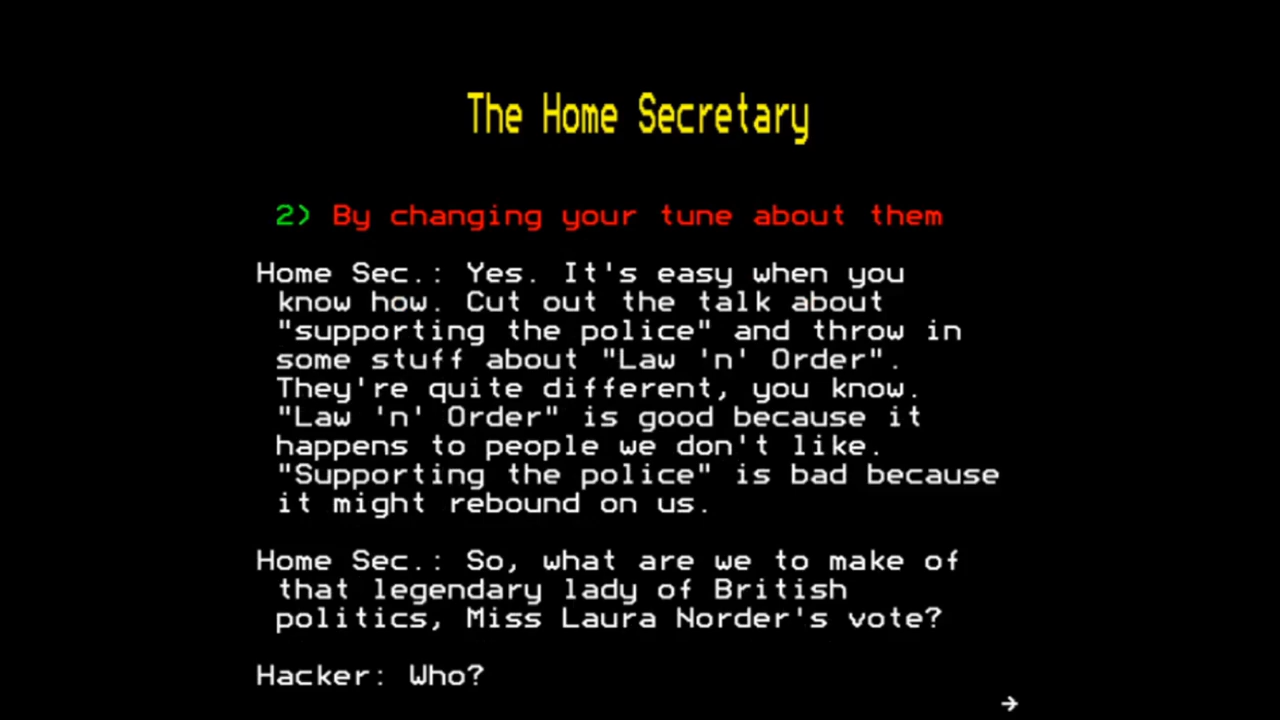 The Home Secretary
2) By changing your tune about them
Home Sec.: Yes. It's easy when you
know how. Cut out the talk about
"supporting the police" and throw in
some stuff about "Law 'n' Order".
They're quite different, you know.
"Law 'n' Order" is good because it
happens to people we don't like.
"Supporting the police" is bad because
it might rebound on us.
Home Sec.: So, what are we to make of
that legendary lady of British
politics, Miss Laura Norder's vote?
Hacker: Who?
→